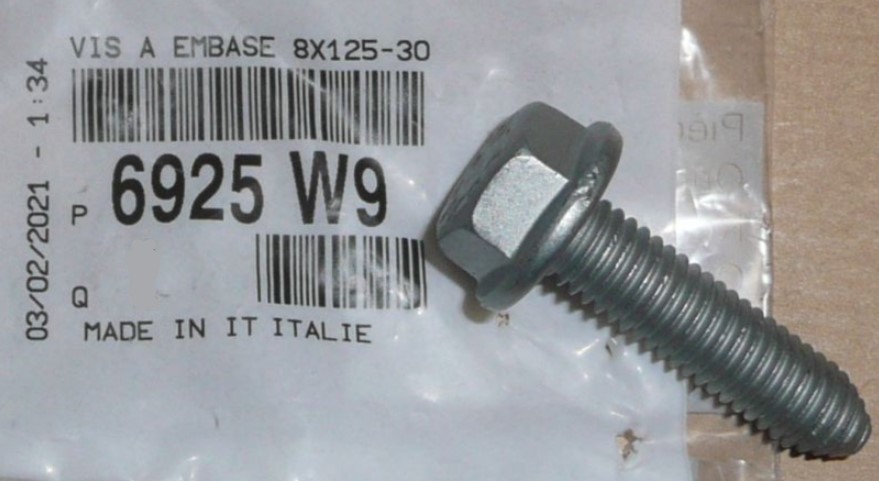 VIS A EMBASE 8X125-30
P 6925 W9
Q
MADE IN IT ITALIE
03/02/2021 - 1:34